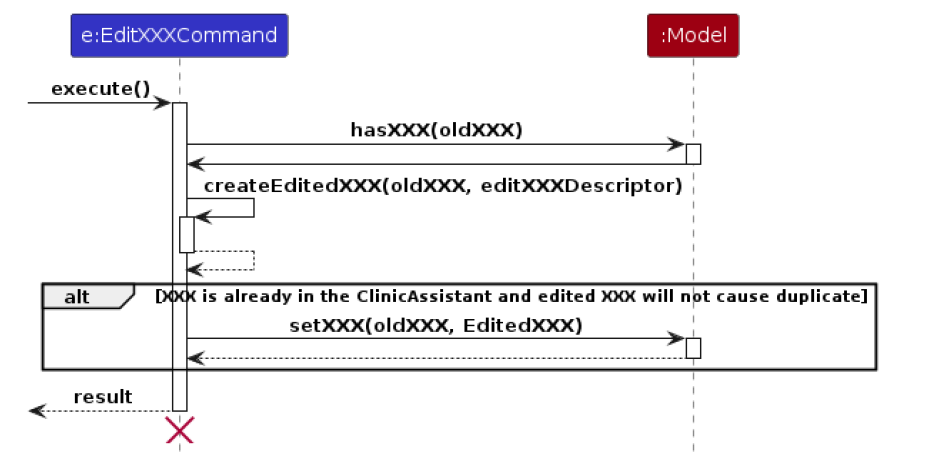 e:EditXXXCommand
:Model
execute()
hasXXX(oldXXX)
createEditedXXX(oldXXX, editXXXDescriptor)
alt
[XXX is already in the ClinicAssistant and edited XXX will not cause duplicate]
setXXX(oldXXX, EditedXXX)
result